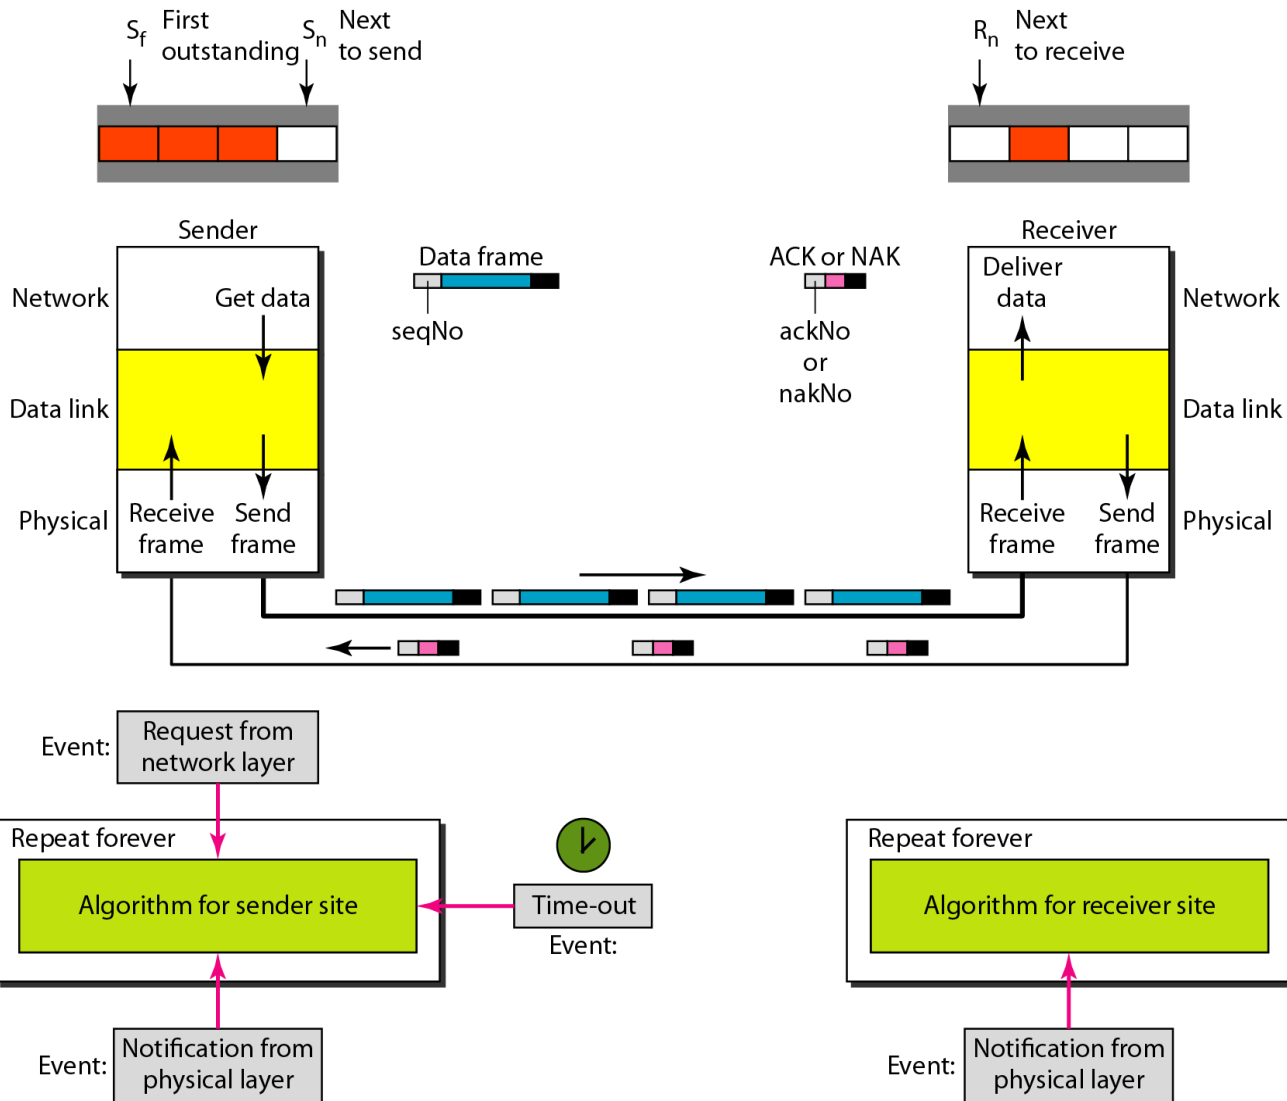 Sf First
outstanding
Sn Next
to send
Rn Next
to receive
Sender
Receiver
Data frame
ACK or NAK
seqNo
ackNo
or
nakNo
Network
Get data
Deliver
data
Network
Data link
Data link
Physical
Receive
frame
Send
frame
Receive
frame
Send
frame
Physical
Event:
Request from
network layer
Repeat forever
Algorithm for sender site
Time-out
Event:
Repeat forever
Algorithm for receiver site
Event:
Notification from
physical layer
Event:
Notification from
physical layer